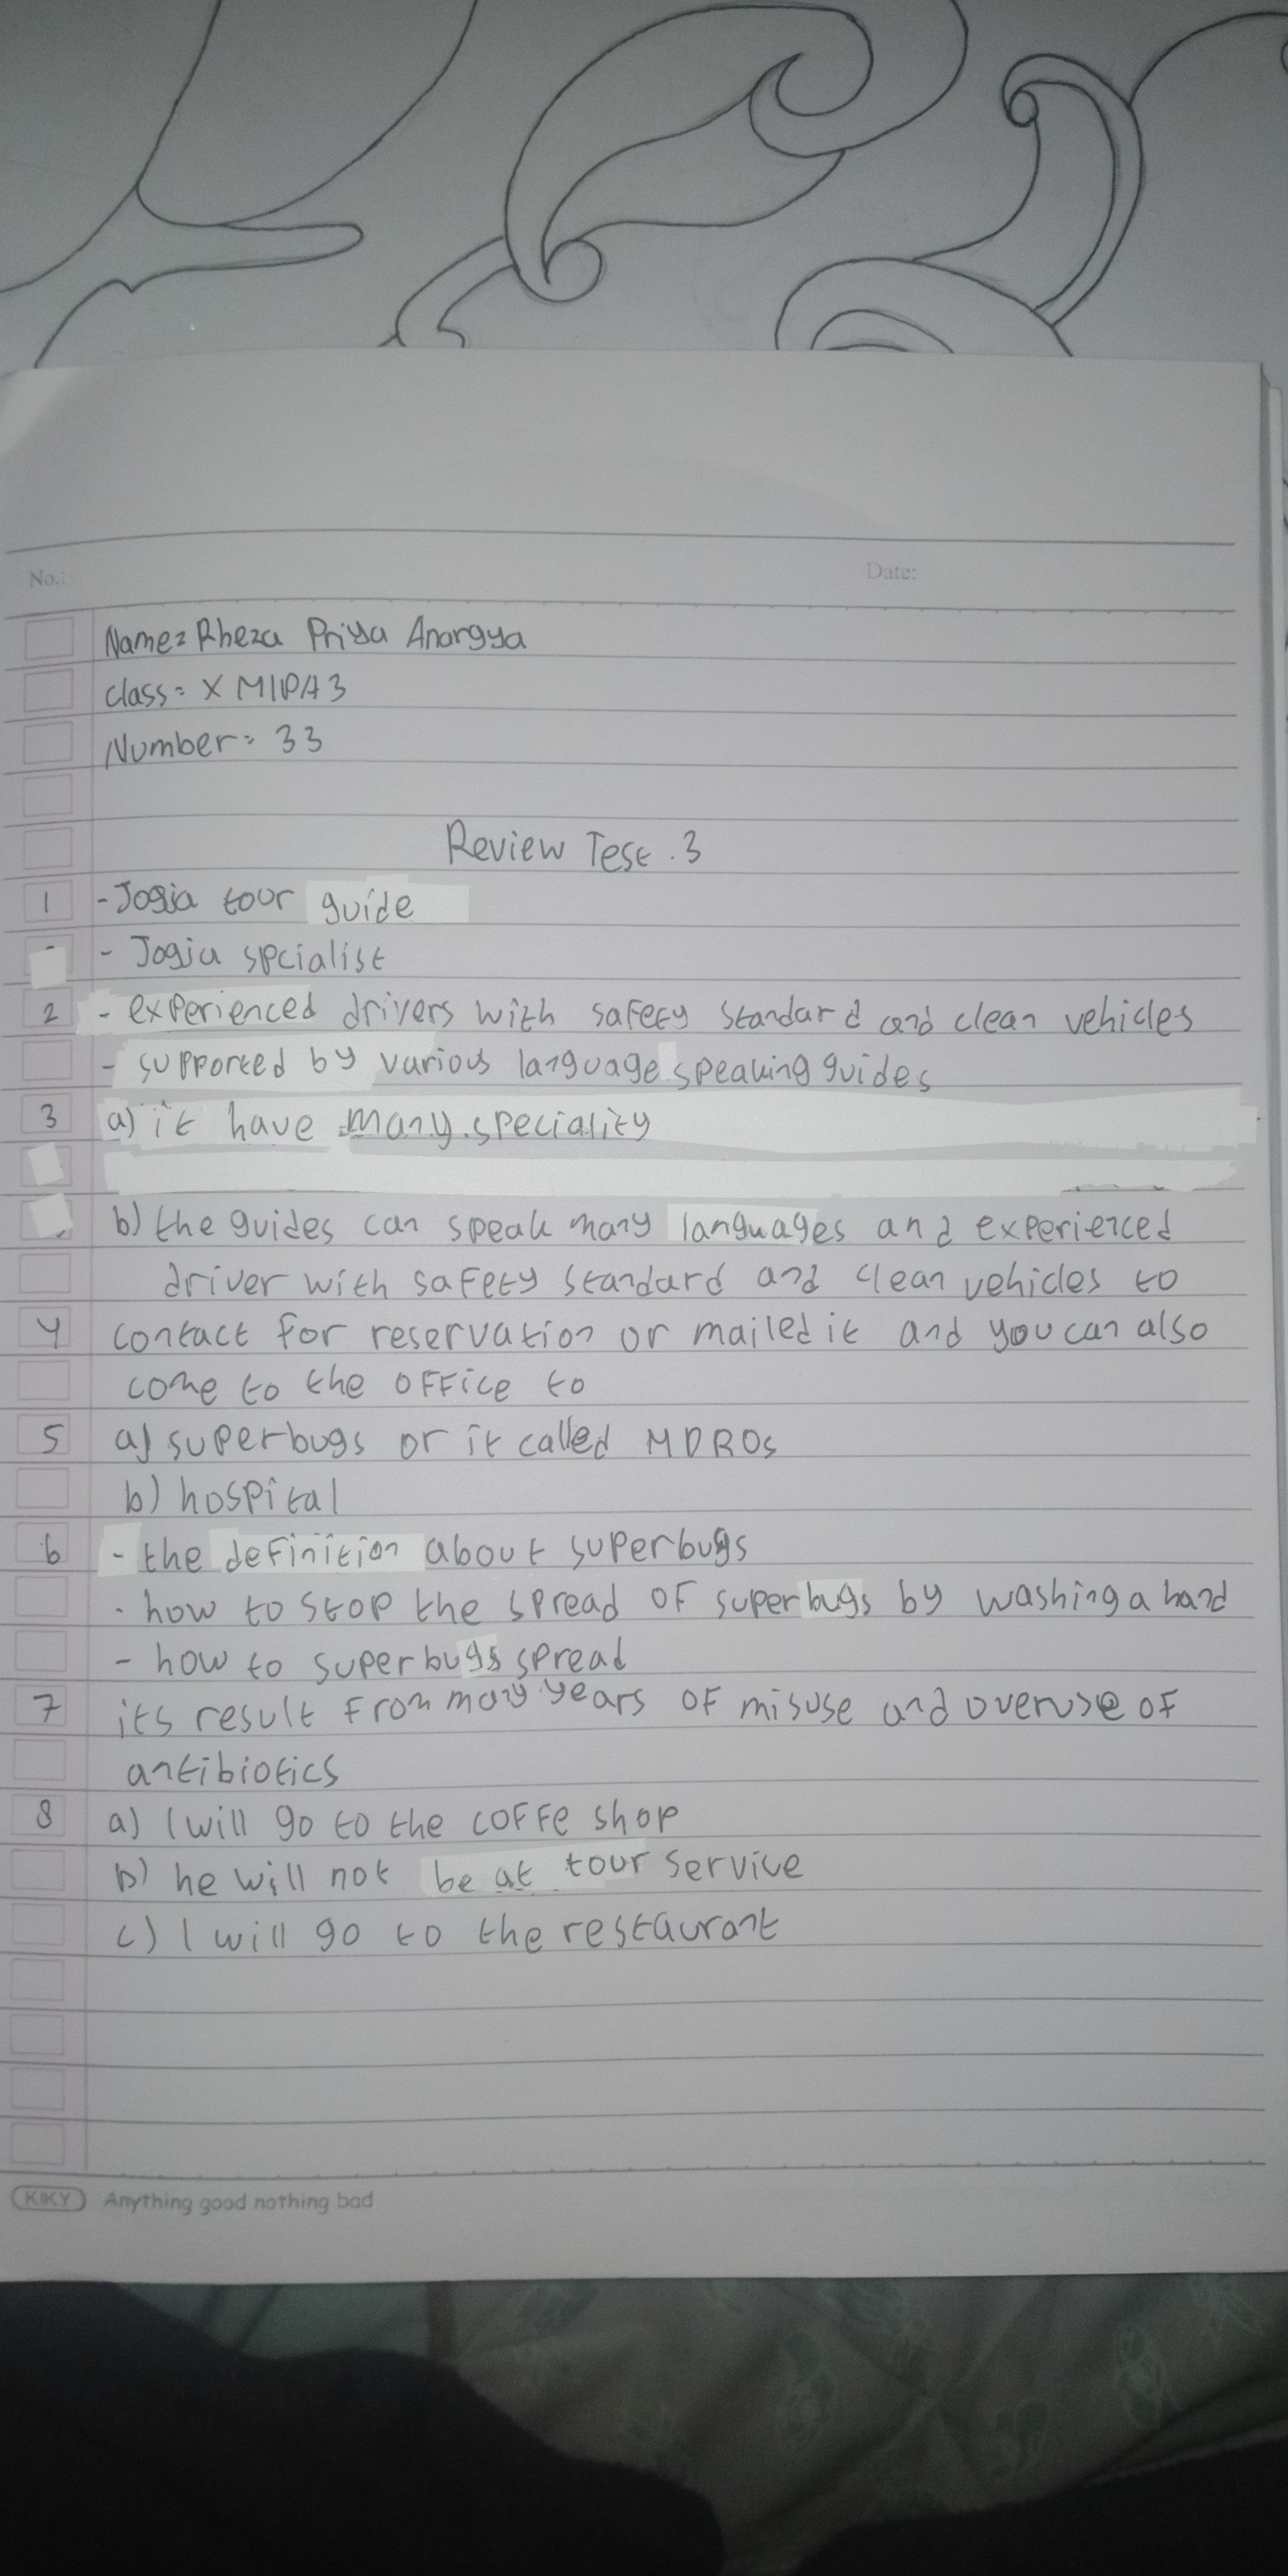 No.: Date:
Name= Rheza Priya Anargya
class= X MIPA 3
Number= 33
Review Test . 3
1 - Jogja tour guide
- Jogja spcialist
2 - experienced drivers with safety standard and clean vehicles
- supported by various language speaking guides
3 a) it have many speciality
b) the guides can speak many languages and experienced
driver with safety standard and clean vehicles to
4 contact for reservation or mailed it and you can also
come to the office to
5 a) superbugs or it called MDROs
b) hospital
6 - the definition about superbugs
- how to stop the spread of superbugs by washing a hand
- how to superbugs spread
7 its result from many years of misuse and overuse of
antibiotics
8 a) I will go to the coffe shop
b) he will not be at tour service
c) I will go to the restaurant
KIKY Anything good nothing bad